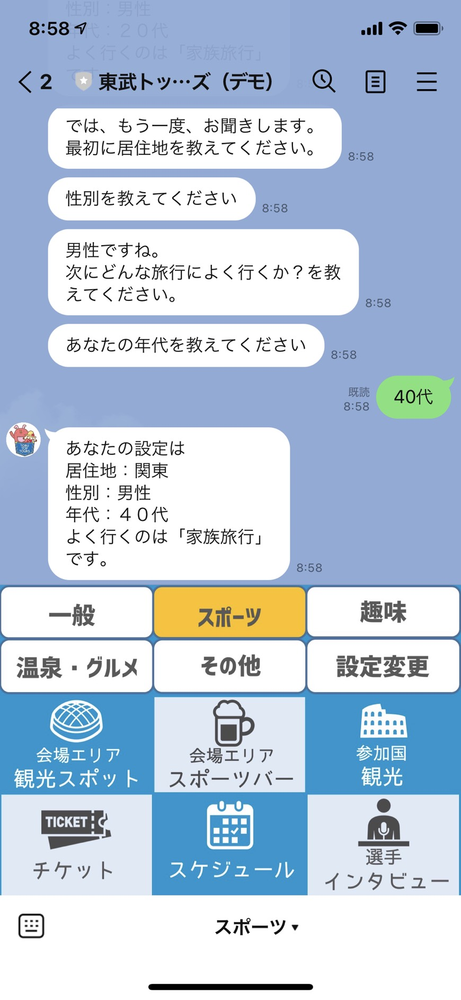 性別：男性
8:58
年代：２０代
よく行くのは「家族旅行」
です
2
東武トッ…ズ（デモ）
では、もう一度、お聞きします。
最初に居住地を教えてください。
8:58
性別を教えてください
8:58
男性ですね。
次にどんな旅行によく行くか？を教
えてください。
8:58
あなたの年代を教えてください
8:58
既読
8:58
40代
TOBU
TOP
TOURS
あなたの設定は
居住地：関東
性別：男性
年代：４０代
よく行くのは「家族旅行」
です。
8:58
一般
スポーツ
趣味
温泉・グルメ
その他
設定変更
会場エリア
観光スポット
会場エリア
スポーツバー
参加国
観光
TICKET
チケット
スケジュール
選手
インタビュー
スポーツ